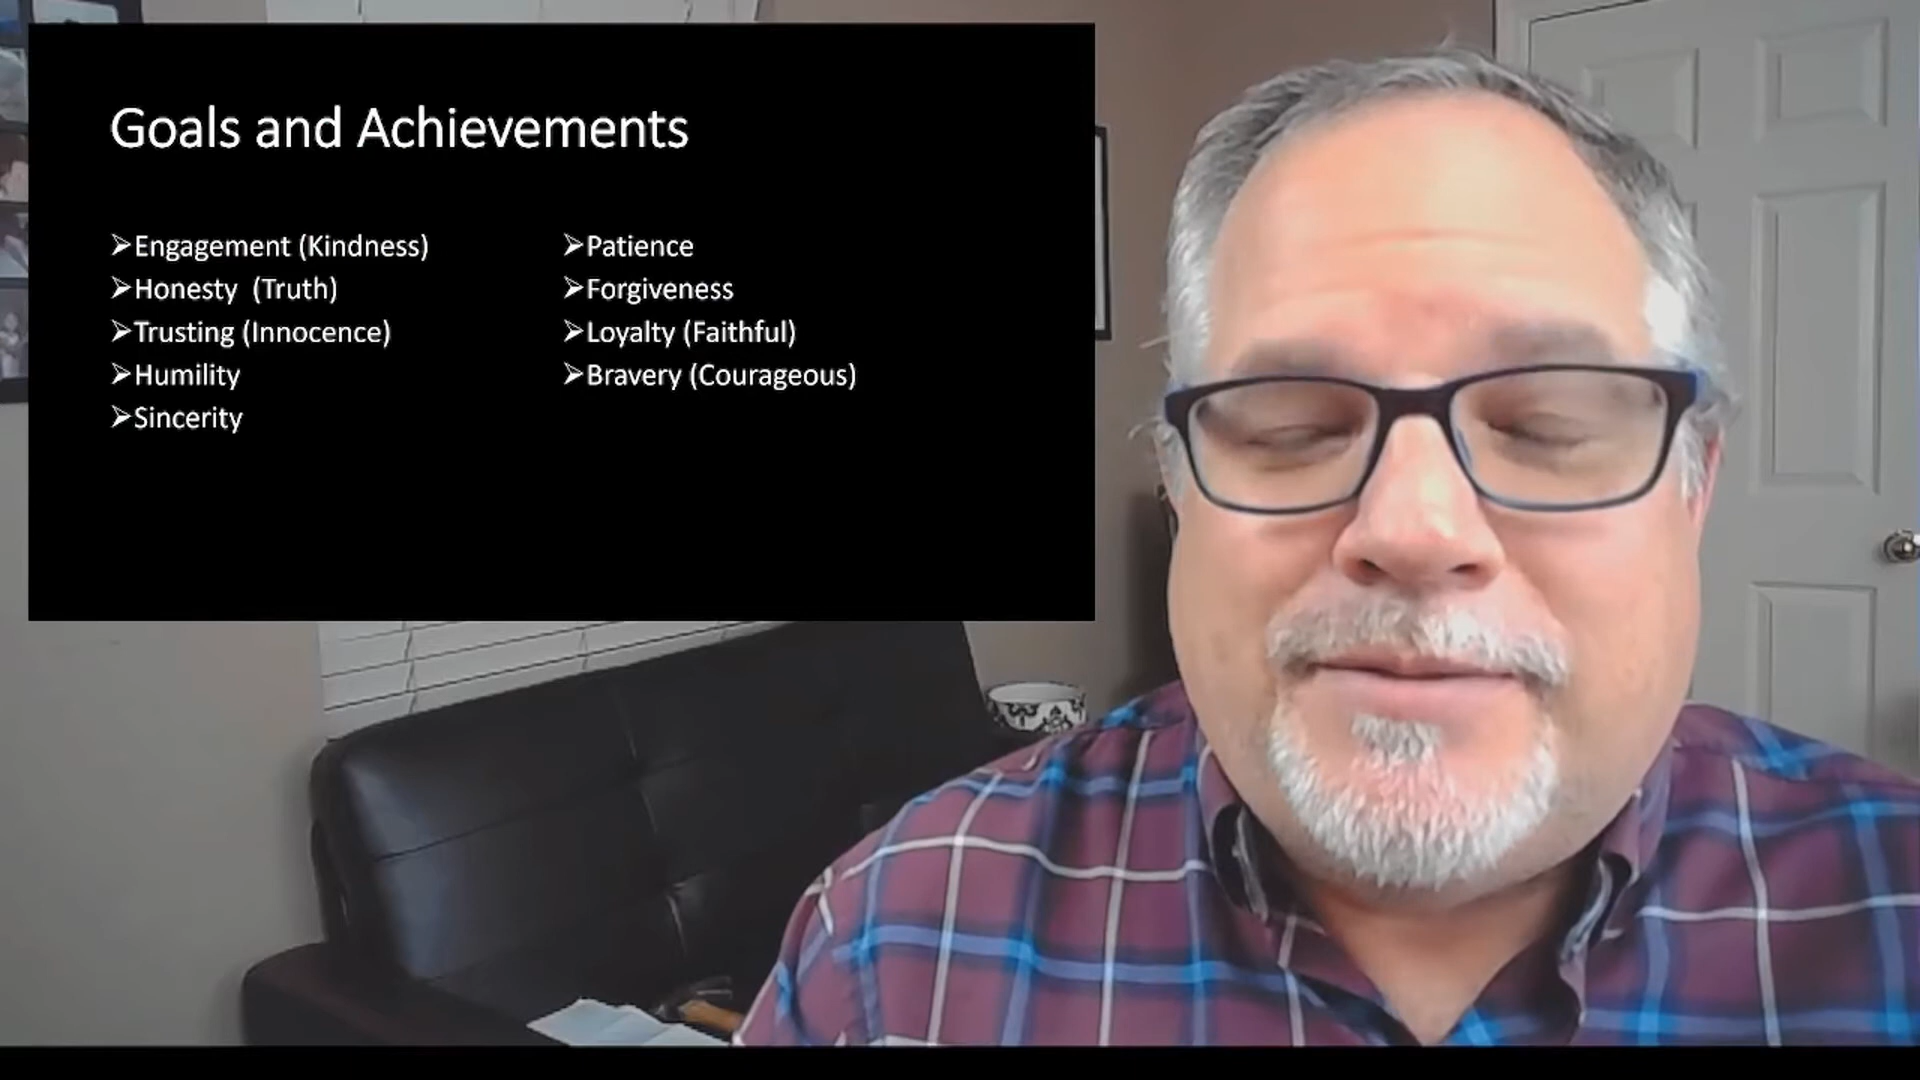 Goals and Achievements
➢Engagement (Kindness)
➢Honesty (Truth)
➢Trusting (Innocence)
➢Humility
➢Sincerity
➢Patience
➢Forgiveness
➢Loyalty (Faithful)
➢Bravery (Courageous)